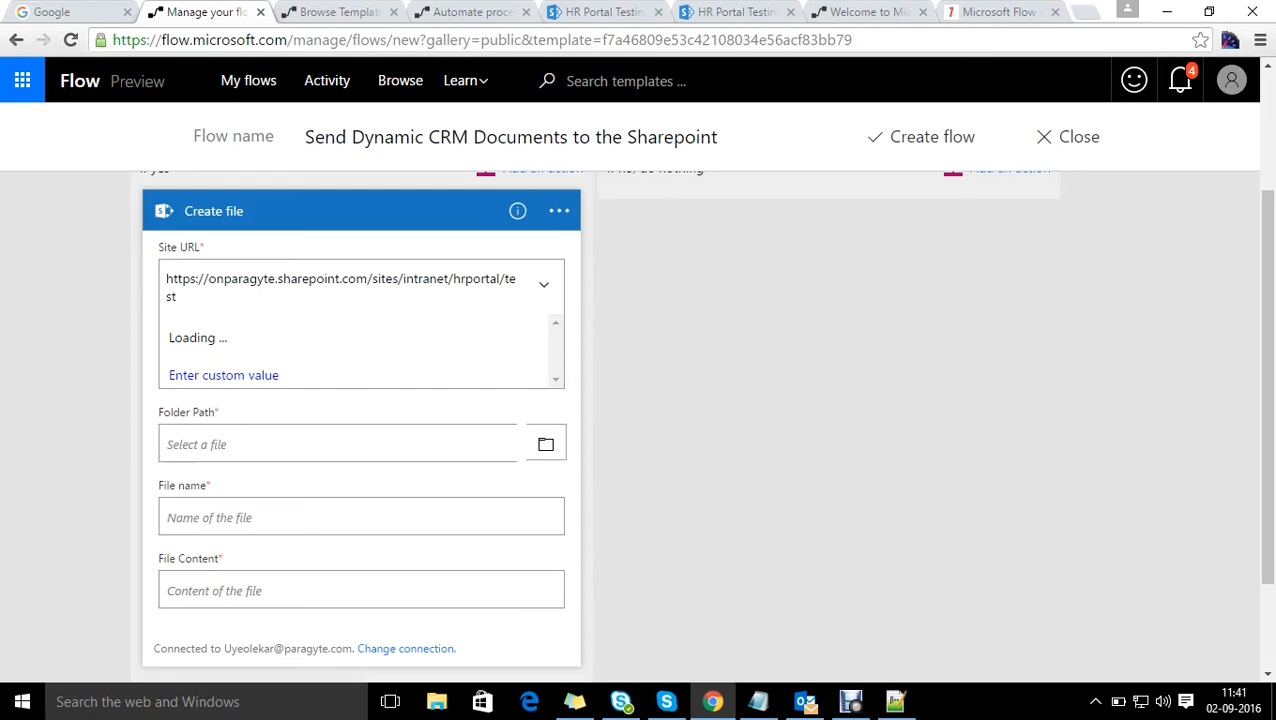 Google
Manage your flo
Browse Templat
Automate proce
HR Portal Testin
HR Portal Testin
Welcome to Mic
Microsoft Flow v
https://flow.microsoft.com/manage/flows/new?gallery=public&template=f7a46809e53c42108034e56acf83bb79
Flow Preview My flows Activity Browse Learn Search templates ... 4
Flow name Send Dynamic CRM Documents to the Sharepoint Create flow Close
If yes Add an action If no, do nothing Add an action
Create file
Site URL*
https://onparagyte.sharepoint.com/sites/intranet/hrportal/te
st
Loading ...
Enter custom value
Folder Path*
Select a file
File name*
Name of the file
File Content*
Content of the file
Connected to Uyeolekar@paragyte.com. Change connection.
Search the web and Windows
11:41
02-09-2016